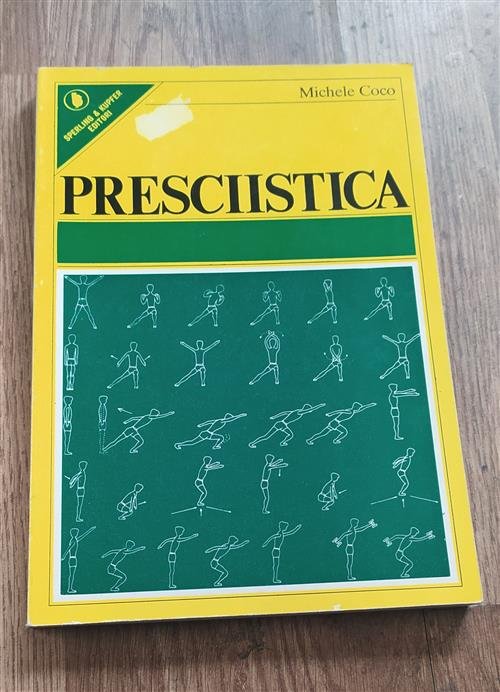 SPERLING & KUPFER
EDITORI
Michele Coco
PRESCIISTICA